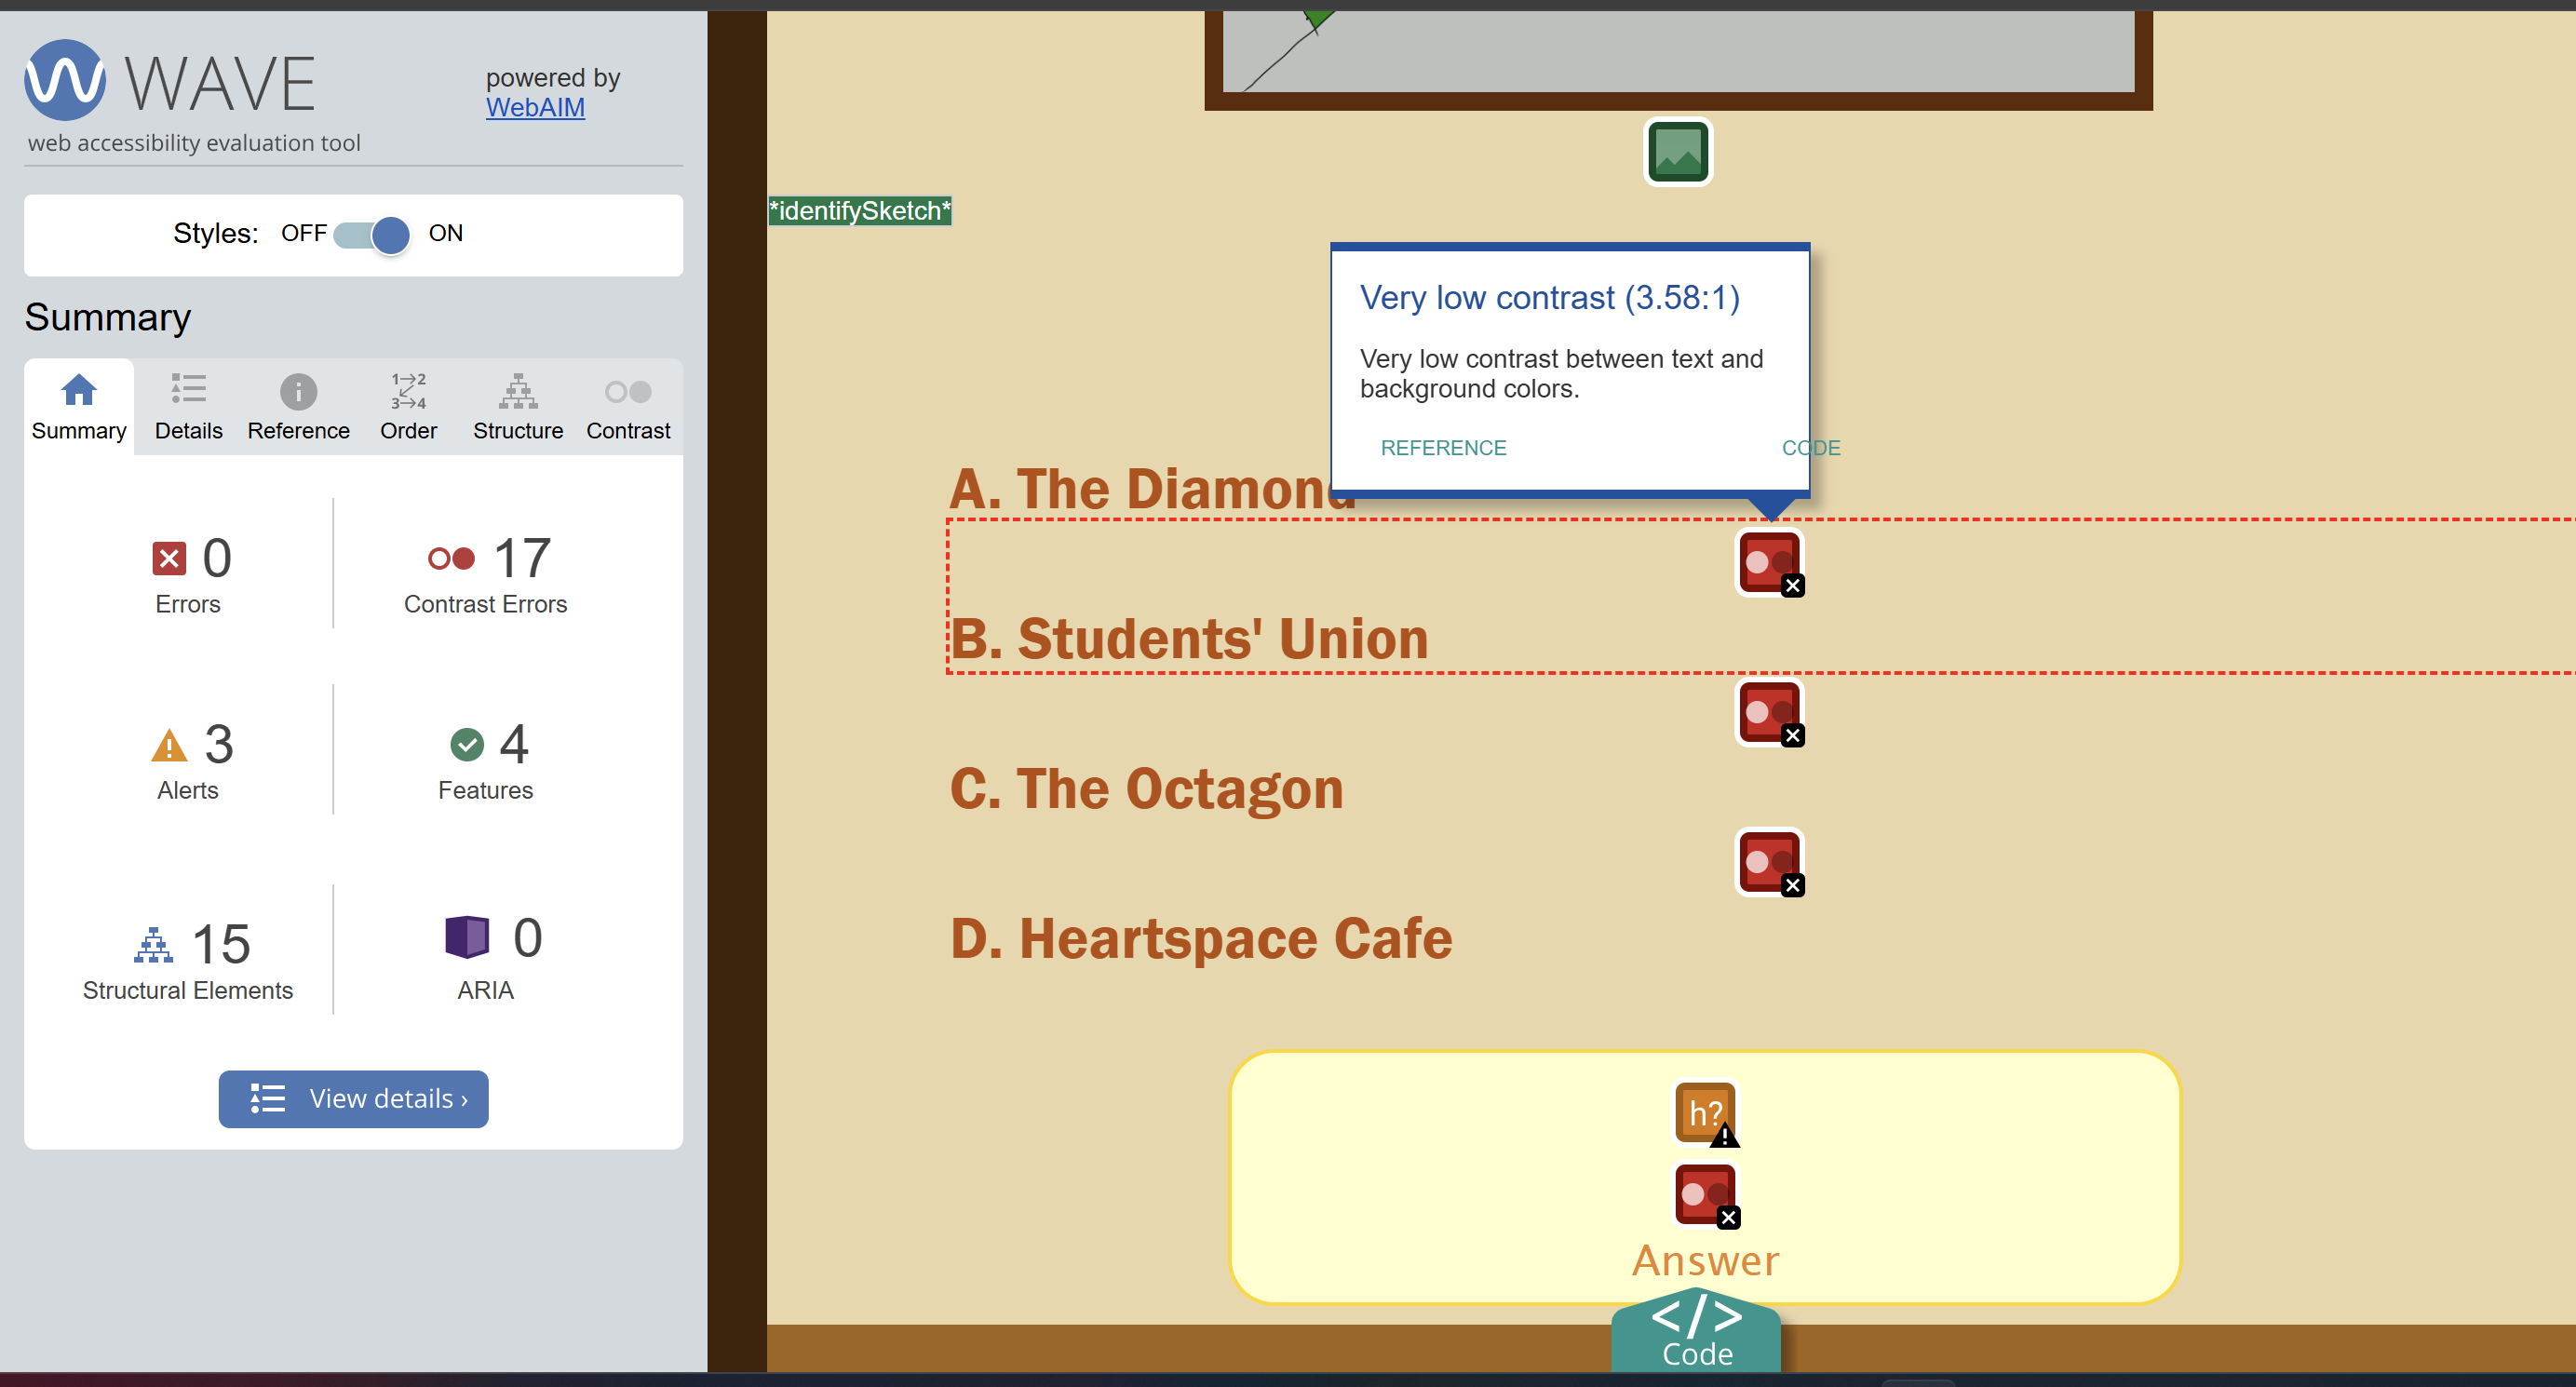 WAVE
powered by
WebAIM
web accessibility evaluation tool
Styles: OFF ON
Summary
Summary Details Reference Order Structure Contrast
0
Errors
17
Contrast Errors
3
Alerts
4
Features
15
Structural Elements
0
ARIA
View details ›
*identifySketch*
Very low contrast (3.58:1)
Very low contrast between text and
background colors.
REFERENCE CODE
A. The Diamond
B. Students' Union
C. The Octagon
D. Heartspace Cafe
h?
Answer
</>
Code